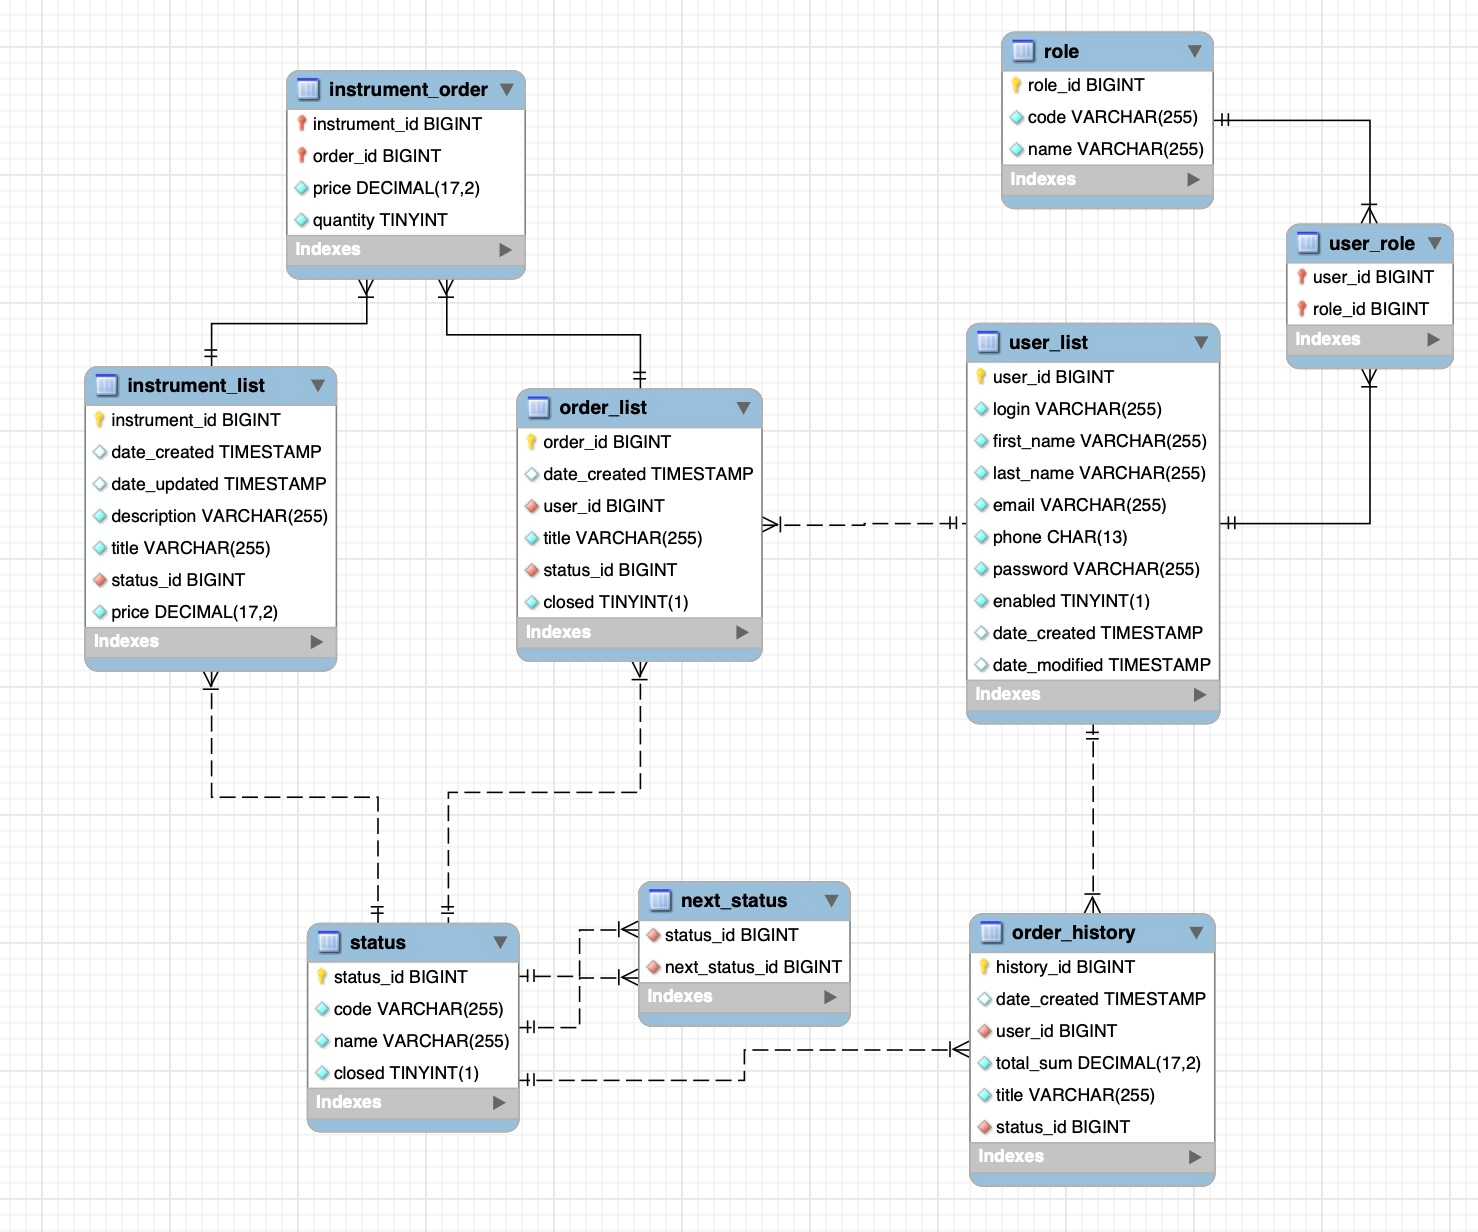 role
role_id BIGINT
code VARCHAR(255)
name VARCHAR(255)
Indexes
instrument_order
instrument_id BIGINT
order_id BIGINT
price DECIMAL(17,2)
quantity TINYINT
Indexes
user_role
user_id BIGINT
role_id BIGINT
Indexes
instrument_list
instrument_id BIGINT
date_created TIMESTAMP
date_updated TIMESTAMP
description VARCHAR(255)
title VARCHAR(255)
status_id BIGINT
price DECIMAL(17,2)
Indexes
order_list
order_id BIGINT
date_created TIMESTAMP
user_id BIGINT
title VARCHAR(255)
status_id BIGINT
closed TINYINT(1)
Indexes
user_list
user_id BIGINT
login VARCHAR(255)
first_name VARCHAR(255)
last_name VARCHAR(255)
email VARCHAR(255)
phone CHAR(13)
password VARCHAR(255)
enabled TINYINT(1)
date_created TIMESTAMP
date_modified TIMESTAMP
Indexes
status
status_id BIGINT
code VARCHAR(255)
name VARCHAR(255)
closed TINYINT(1)
Indexes
next_status
status_id BIGINT
next_status_id BIGINT
Indexes
order_history
history_id BIGINT
date_created TIMESTAMP
user_id BIGINT
total_sum DECIMAL(17,2)
title VARCHAR(255)
status_id BIGINT
Indexes